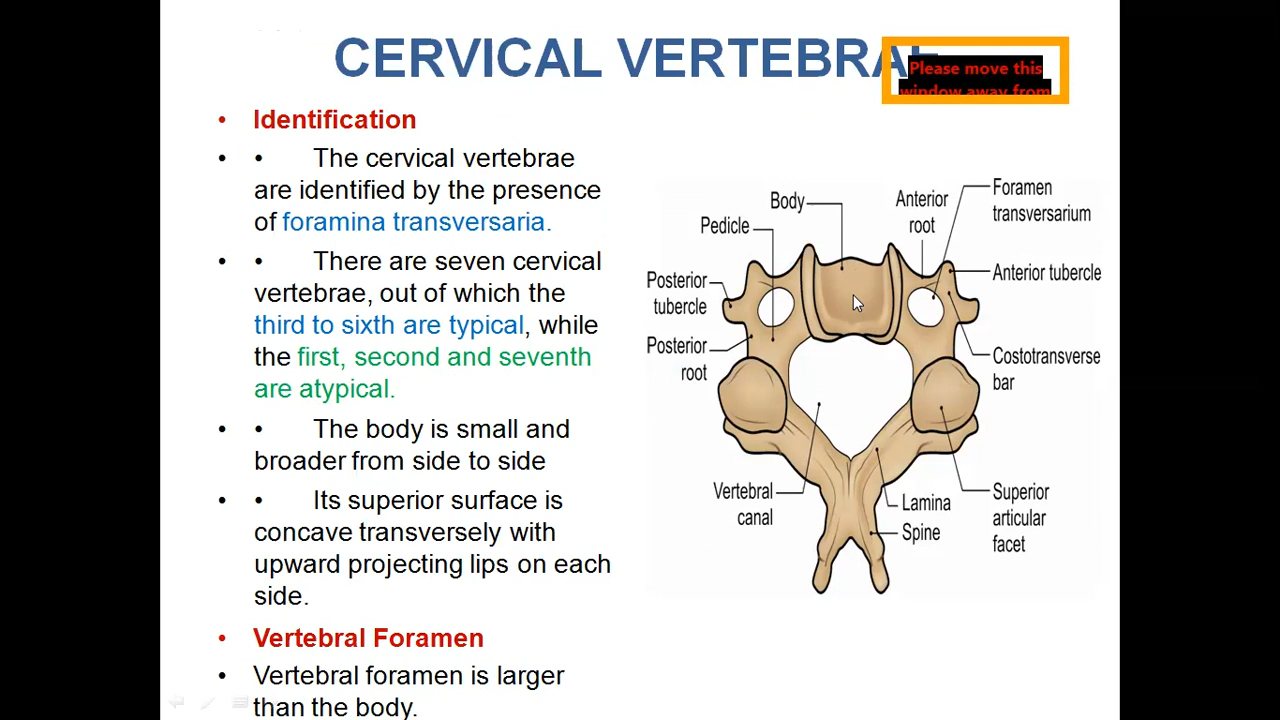 CERVICAL VERTEBRAE
Please move this
window away from
• Identification
• • The cervical vertebrae
are identified by the presence
of foramina transversaria.
• • There are seven cervical
vertebrae, out of which the
third to sixth are typical, while
the first, second and seventh
are atypical.
• • The body is small and
broader from side to side
• • Its superior surface is
concave transversely with
upward projecting lips on each
side.
• Vertebral Foramen
• Vertebral foramen is larger
than the body.
Body
Pedicle
Posterior
tubercle
Posterior
root
Vertebral
canal
Anterior
root
Foramen
transversarium
Anterior tubercle
Costotransverse
bar
Superior
articular
facet
Lamina
Spine